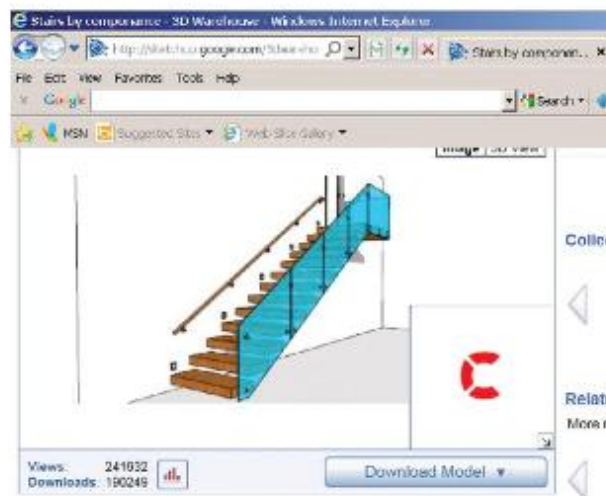 Stairs by componance - 3D Warehouse - Windows Internet Explorer
Stairs by componen...
File Edit View Favorites Tools Help
Google
Search
MSN Suggested Sites Web Slice Gallery
Image 3D View
Collec
Relat
More
Views: 241632
Downloads: 190249
Download Model